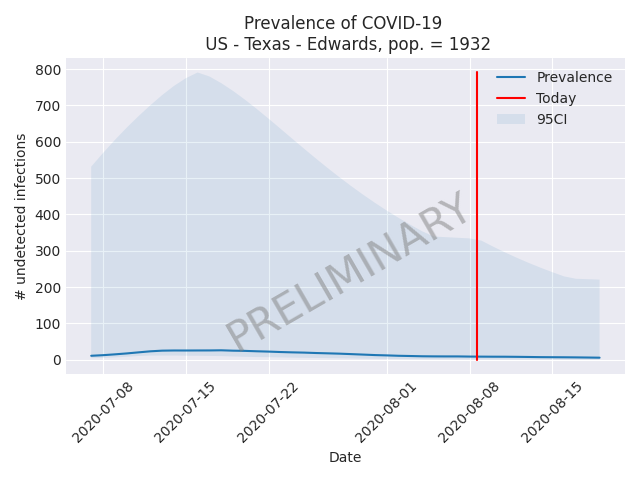 Prevalence of COVID-19
US - Texas - Edwards, pop. = 1932
800
700
600
500
400
300
200
100
0
# undetected infections
Prevalence
Today
95CI
PRELIMINARY
2020-07-08
2020-07-15
2020-07-22
2020-08-01
2020-08-08
2020-08-15
Date